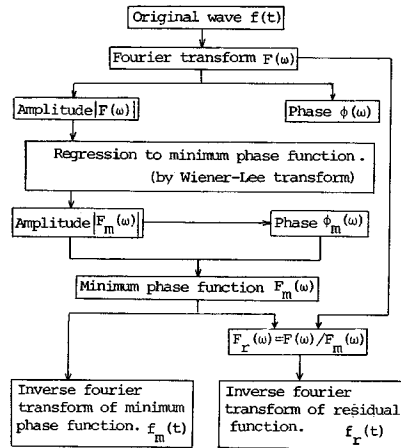 Original wave f(t)
Fourier transform F(ω)
Amplitude|F(ω)|
Phase ϕ(ω)
Regression to minimum phase function.
(by Wiener-Lee transform)
Amplitude|F_m(ω)|
Phase ϕ_m(ω)
Minimum phase function F_m(ω)
F_r(ω)=F(ω)/F_m(ω)
Inverse fourier
transform of minimum
phase function. f_m(t)
Inverse fourier
transform of residual
function. f_r(t)